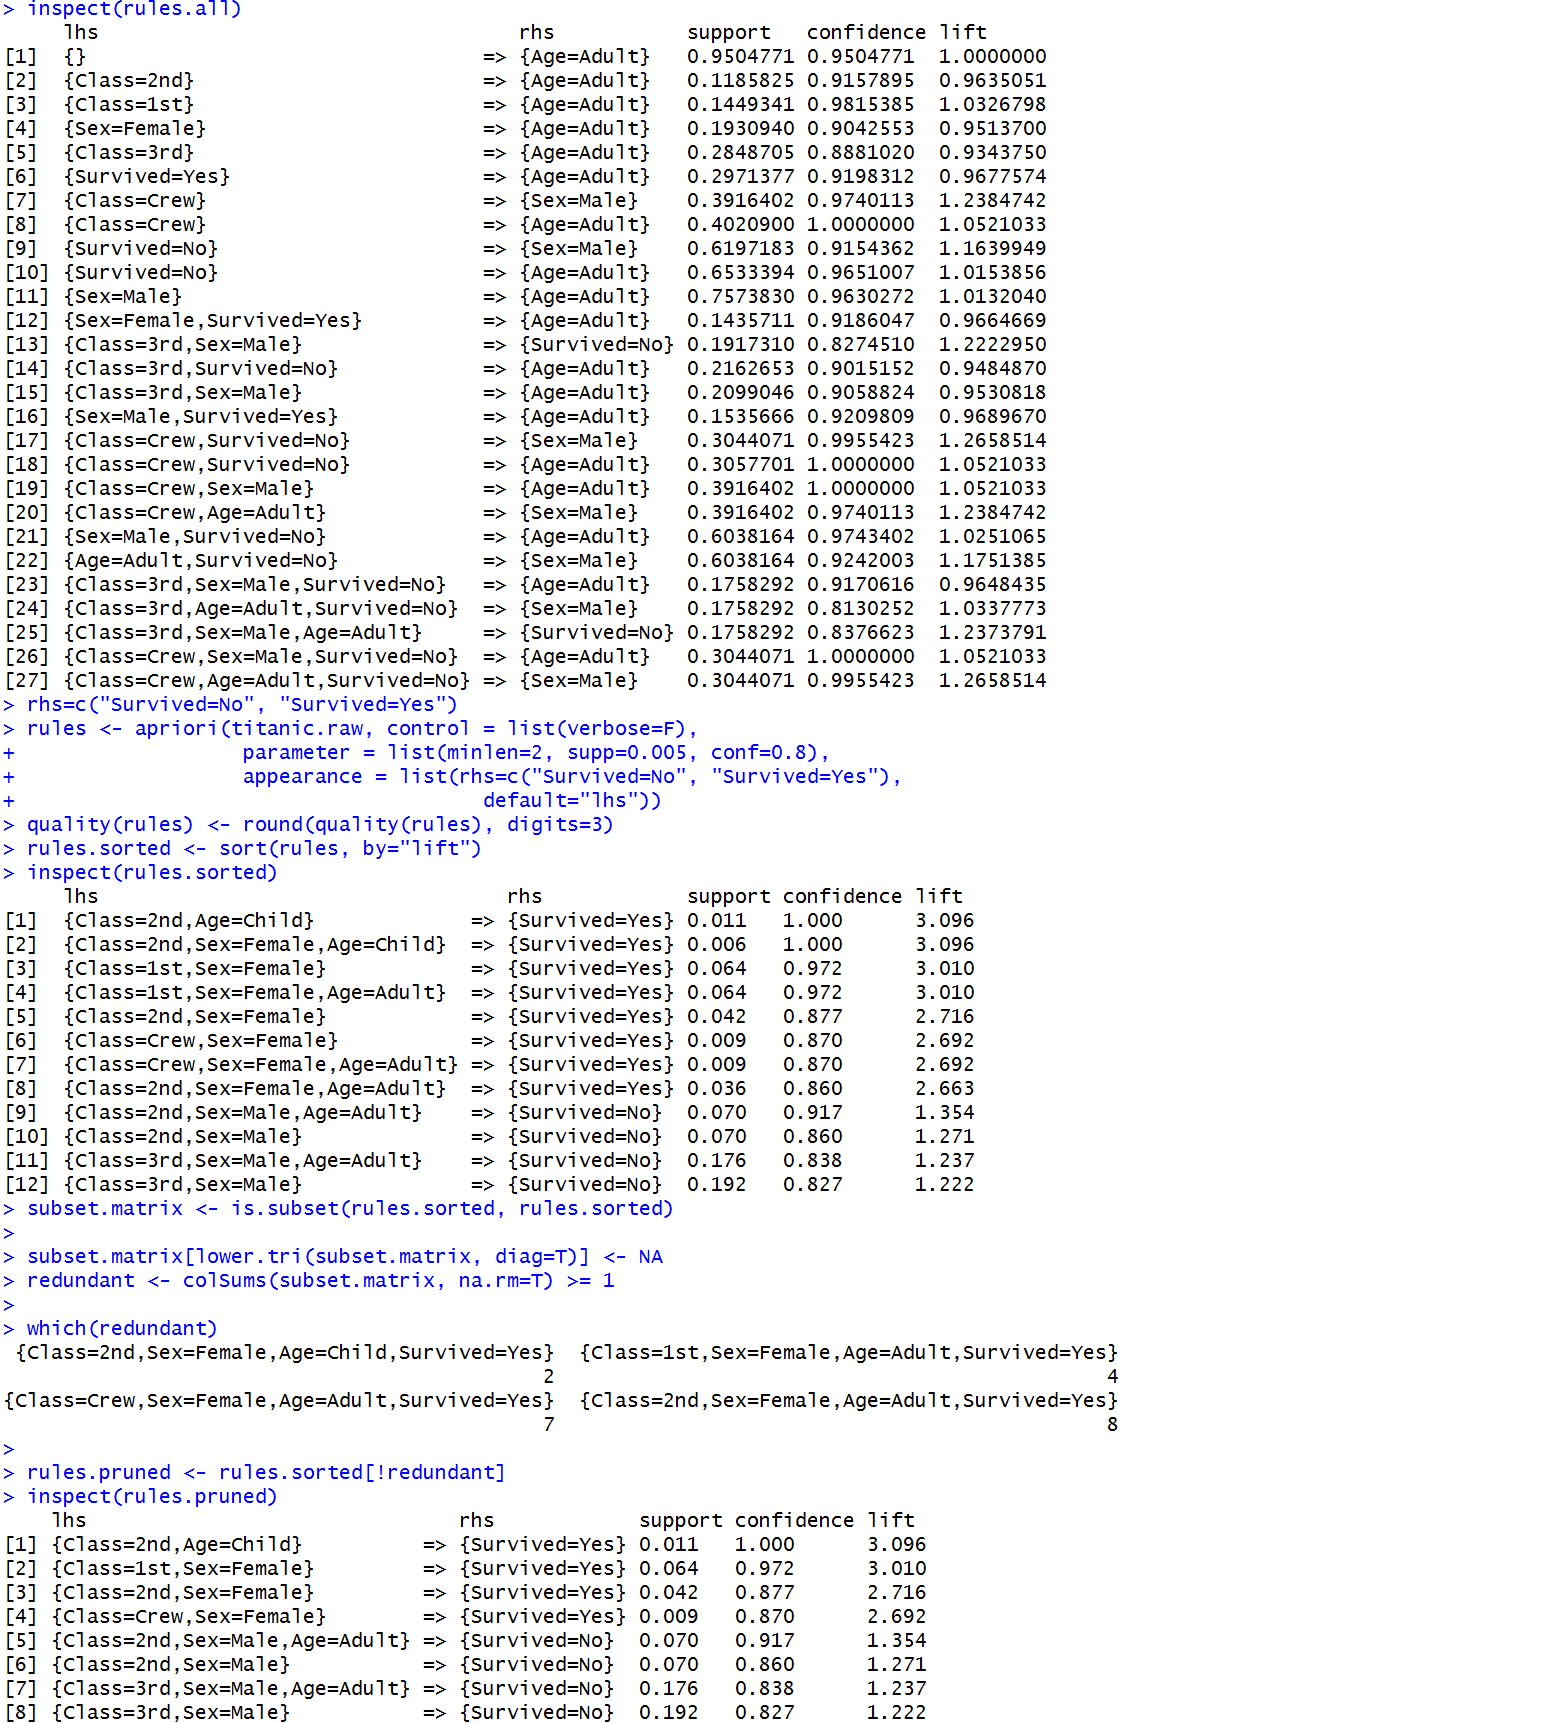 > inspect(rules.all)
     lhs                                   rhs           support   confidence lift
[1]  {}                                 => {Age=Adult}   0.9504771 0.9504771  1.0000000
[2]  {Class=2nd}                        => {Age=Adult}   0.1185825 0.9157895  0.9635051
[3]  {Class=1st}                        => {Age=Adult}   0.1449341 0.9815385  1.0326798
[4]  {Sex=Female}                       => {Age=Adult}   0.1930940 0.9042553  0.9513700
[5]  {Class=3rd}                        => {Age=Adult}   0.2848705 0.8881020  0.9343750
[6]  {Survived=Yes}                     => {Age=Adult}   0.2971377 0.9198312  0.9677574
[7]  {Class=Crew}                       => {Sex=Male}    0.3916402 0.9740113  1.2384742
[8]  {Class=Crew}                       => {Age=Adult}   0.4020900 1.0000000  1.0521033
[9]  {Survived=No}                      => {Sex=Male}    0.6197183 0.9154362  1.1639949
[10] {Survived=No}                      => {Age=Adult}   0.6533394 0.9651007  1.0153856
[11] {Sex=Male}                         => {Age=Adult}   0.7573830 0.9630272  1.0132040
[12] {Sex=Female,Survived=Yes}          => {Age=Adult}   0.1435711 0.9186047  0.9664669
[13] {Class=3rd,Sex=Male}               => {Survived=No} 0.1917310 0.8274510  1.2222950
[14] {Class=3rd,Survived=No}            => {Age=Adult}   0.2162653 0.9015152  0.9484870
[15] {Class=3rd,Sex=Male}               => {Age=Adult}   0.2099046 0.9058824  0.9530818
[16] {Sex=Male,Survived=Yes}            => {Age=Adult}   0.1535666 0.9209809  0.9689670
[17] {Class=Crew,Survived=No}           => {Sex=Male}    0.3044071 0.9955423  1.2658514
[18] {Class=Crew,Survived=No}           => {Age=Adult}   0.3057701 1.0000000  1.0521033
[19] {Class=Crew,Sex=Male}              => {Age=Adult}   0.3916402 1.0000000  1.0521033
[20] {Class=Crew,Age=Adult}             => {Sex=Male}    0.3916402 0.9740113  1.2384742
[21] {Sex=Male,Survived=No}             => {Age=Adult}   0.6038164 0.9743402  1.0251065
[22] {Age=Adult,Survived=No}            => {Sex=Male}    0.6038164 0.9242003  1.1751385
[23] {Class=3rd,Sex=Male,Survived=No}   => {Age=Adult}   0.1758292 0.9170616  0.9648435
[24] {Class=3rd,Age=Adult,Survived=No}  => {Sex=Male}    0.1758292 0.8130252  1.0337773
[25] {Class=3rd,Sex=Male,Age=Adult}     => {Survived=No} 0.1758292 0.8376623  1.2373791
[26] {Class=Crew,Sex=Male,Survived=No}  => {Age=Adult}   0.3044071 1.0000000  1.0521033
[27] {Class=Crew,Age=Adult,Survived=No} => {Sex=Male}    0.3044071 0.9955423  1.2658514
> rhs=c("Survived=No", "Survived=Yes")
> rules <- apriori(titanic.raw, control = list(verbose=F),
+                   parameter = list(minlen=2, supp=0.005, conf=0.8),
+                   appearance = list(rhs=c("Survived=No", "Survived=Yes"),
+                                       default="lhs"))
> quality(rules) <- round(quality(rules), digits=3)
> rules.sorted <- sort(rules, by="lift")
> inspect(rules.sorted)
     lhs                                  rhs            support confidence lift
[1]  {Class=2nd,Age=Child}             => {Survived=Yes} 0.011   1.000      3.096
[2]  {Class=2nd,Sex=Female,Age=Child}  => {Survived=Yes} 0.006   1.000      3.096
[3]  {Class=1st,Sex=Female}            => {Survived=Yes} 0.064   0.972      3.010
[4]  {Class=1st,Sex=Female,Age=Adult}  => {Survived=Yes} 0.064   0.972      3.010
[5]  {Class=2nd,Sex=Female}            => {Survived=Yes} 0.042   0.877      2.716
[6]  {Class=Crew,Sex=Female}           => {Survived=Yes} 0.009   0.870      2.692
[7]  {Class=Crew,Sex=Female,Age=Adult} => {Survived=Yes} 0.009   0.870      2.692
[8]  {Class=2nd,Sex=Female,Age=Adult}  => {Survived=Yes} 0.036   0.860      2.663
[9]  {Class=2nd,Sex=Male,Age=Adult}    => {Survived=No}  0.070   0.917      1.354
[10] {Class=2nd,Sex=Male}              => {Survived=No}  0.070   0.860      1.271
[11] {Class=3rd,Sex=Male,Age=Adult}    => {Survived=No}  0.176   0.838      1.237
[12] {Class=3rd,Sex=Male}              => {Survived=No}  0.192   0.827      1.222
> subset.matrix <- is.subset(rules.sorted, rules.sorted)
>
> subset.matrix[lower.tri(subset.matrix, diag=T)] <- NA
> redundant <- colSums(subset.matrix, na.rm=T) >= 1
>
> which(redundant)
 {Class=2nd,Sex=Female,Age=Child,Survived=Yes}  {Class=1st,Sex=Female,Age=Adult,Survived=Yes}
                                             2                                             4
{Class=Crew,Sex=Female,Age=Adult,Survived=Yes}  {Class=2nd,Sex=Female,Age=Adult,Survived=Yes}
                                             7                                             8
>
> rules.pruned <- rules.sorted[!redundant]
> inspect(rules.pruned)
    lhs                               rhs            support confidence lift
[1] {Class=2nd,Age=Child}          => {Survived=Yes} 0.011   1.000      3.096
[2] {Class=1st,Sex=Female}         => {Survived=Yes} 0.064   0.972      3.010
[3] {Class=2nd,Sex=Female}         => {Survived=Yes} 0.042   0.877      2.716
[4] {Class=Crew,Sex=Female}        => {Survived=Yes} 0.009   0.870      2.692
[5] {Class=2nd,Sex=Male,Age=Adult} => {Survived=No}  0.070   0.917      1.354
[6] {Class=2nd,Sex=Male}           => {Survived=No}  0.070   0.860      1.271
[7] {Class=3rd,Sex=Male,Age=Adult} => {Survived=No}  0.176   0.838      1.237
[8] {Class=3rd,Sex=Male}           => {Survived=No}  0.192   0.827      1.222